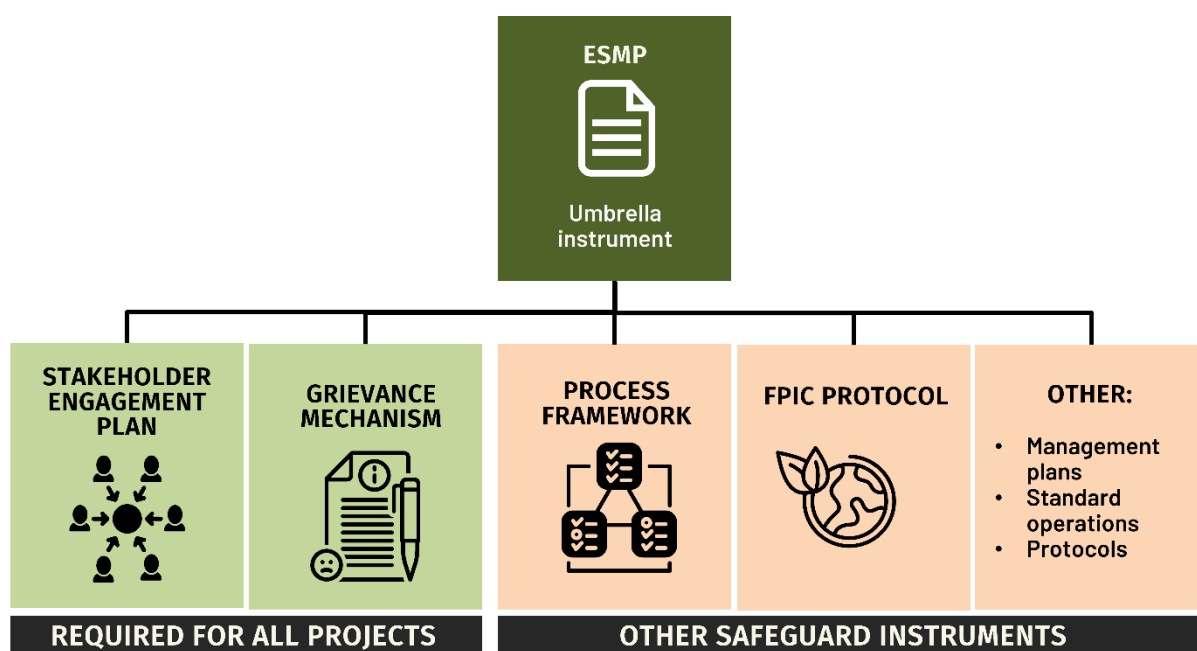 ESMP
Umbrella
instrument
STAKEHOLDER
ENGAGEMENT
PLAN
GRIEVANCE
MECHANISM
PROCESS
FRAMEWORK
FPIC PROTOCOL
OTHER:
• Management
plans
• Standard
operations
• Protocols
REQUIRED FOR ALL PROJECTS
OTHER SAFEGUARD INSTRUMENTS